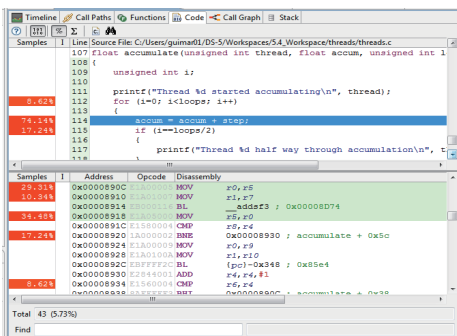 Timeline Call Paths Functions Code Call Graph Stack
Samples I Line Source File: C:/Users/guimar01/DS-5/Workspaces/5.4_Workspace/threads/threads.c
107 float accumulate(unsigned int thread, float accum, unsigned int l
108 {
109 unsigned int i;
110
111 printf("Thread %d started accumulating\n", thread);
8.62% 112 for (i=0; i<loops; i++)
113 {
74.14% 114 accum = accum + step;
17.24% 115 if (i==loops/2)
116 {
117 printf("Thread %d half way through accumulation\n", t
118 }
Samples I Address Opcode Disassembly
29.31% 0x0000890C E1A00005 MOV r0,r5
10.34% 0x00008910 E1A01007 MOV r1,r7
0x00008914 BL __addsf3 ; 0x00008D74
34.48% 0x00008918 E1A05000 MOV r5,r0
0x0000891C E1580004 CMP r8,r4
17.24% 0x00008920 1A000002 BNE 0x00008930 ; accumulate + 0x5c
0x00008924 E1A00009 MOV r0,r9
0x00008928 E1A0100A MOV r1,r10
0x0000892C EBFFFF2C BL {pc}-0x348 ; 0x85e4
0x00008930 E2844001 ADD r4,r4,#1
8.62% 0x00008934 E1560004 CMP r6,r4
0x00008938 BHI 0x0000890C ; accumulate + 0x38
Total 43 (5.73%)
Find